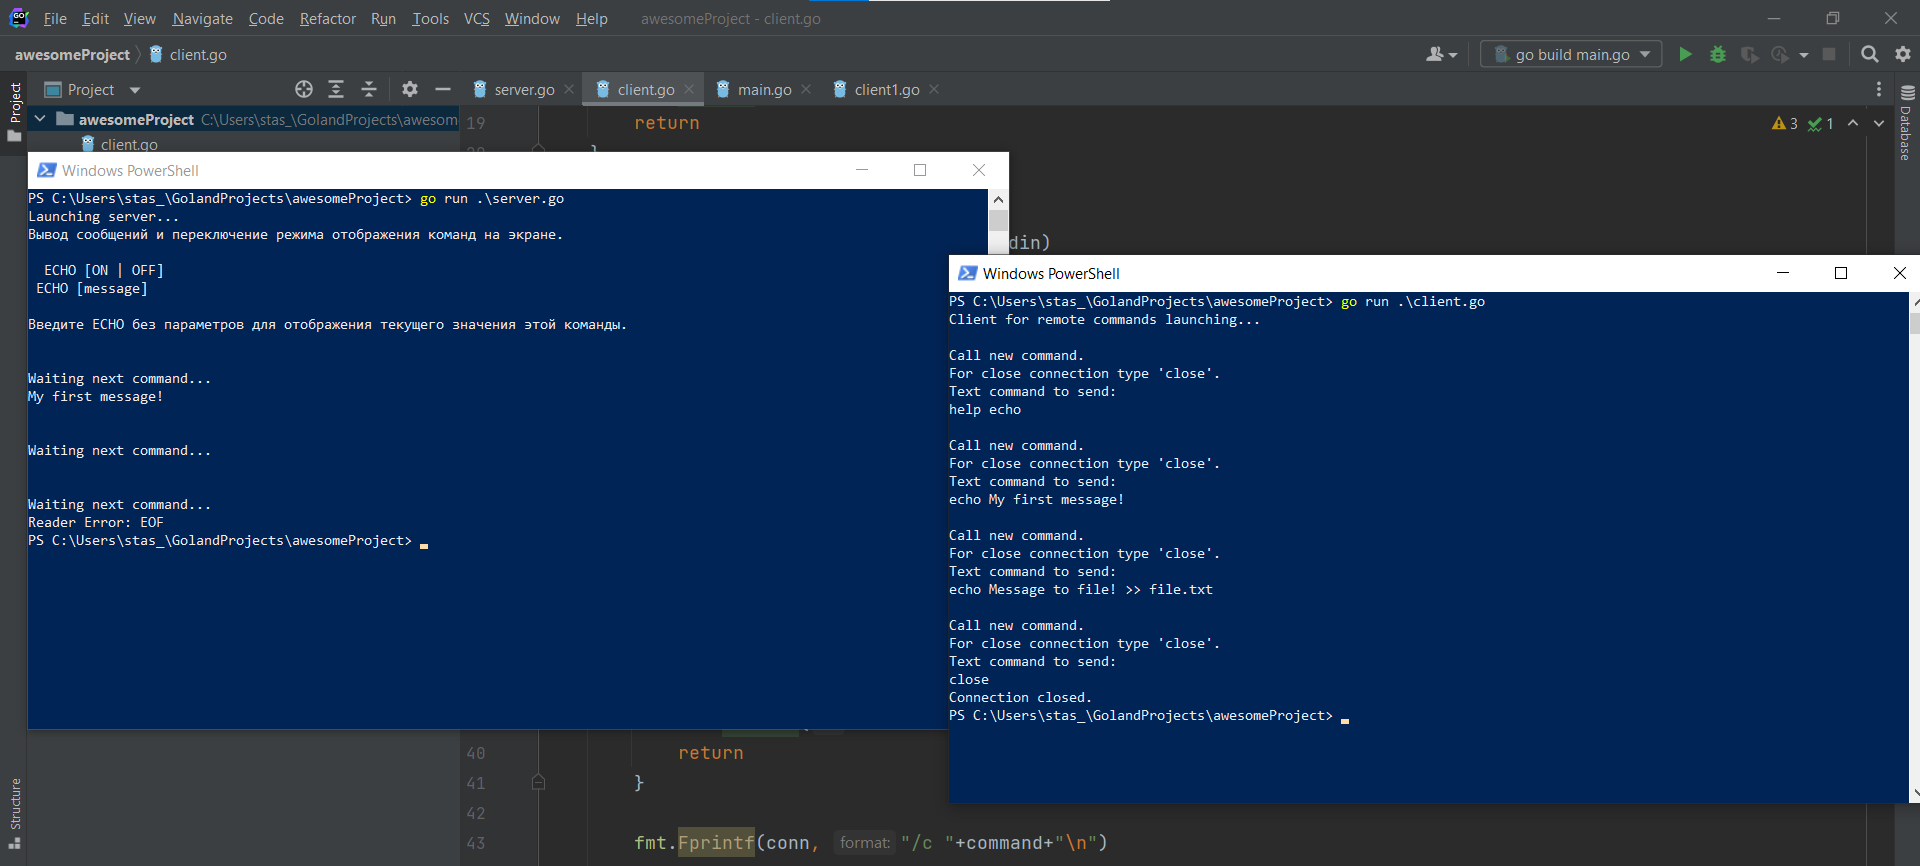 File Edit View Navigate Code Refactor Run Tools VCS Window Help awesomeProject - client.go
awesomeProject client.go go build main.go
Project
Project server.go client.go main.go client1.go
awesomeProject C:\Users\stas_\GolandProjects\awesom
client.go
19 return
3 1
Database
Windows PowerShell
PS C:\Users\stas_\GolandProjects\awesomeProject> go run .\server.go
Launching server...
Вывод сообщений и переключение режима отображения команд на экране.
ECHO [ON | OFF]
ECHO [message]
Введите ECHO без параметров для отображения текущего значения этой команды.
Waiting next command...
My first message!
Waiting next command...
Waiting next command...
Reader Error: EOF
PS C:\Users\stas_\GolandProjects\awesomeProject>
din)
Windows PowerShell
PS C:\Users\stas_\GolandProjects\awesomeProject> go run .\client.go
Client for remote commands launching...
Call new command.
For close connection type 'close'.
Text command to send:
help echo
Call new command.
For close connection type 'close'.
Text command to send:
echo My first message!
Call new command.
For close connection type 'close'.
Text command to send:
echo Message to file! >> file.txt
Call new command.
For close connection type 'close'.
Text command to send:
close
Connection closed.
PS C:\Users\stas_\GolandProjects\awesomeProject>
40 return
41 }
42
43 fmt.Fprintf(conn, format: "/c "+command+"\n")
Structure